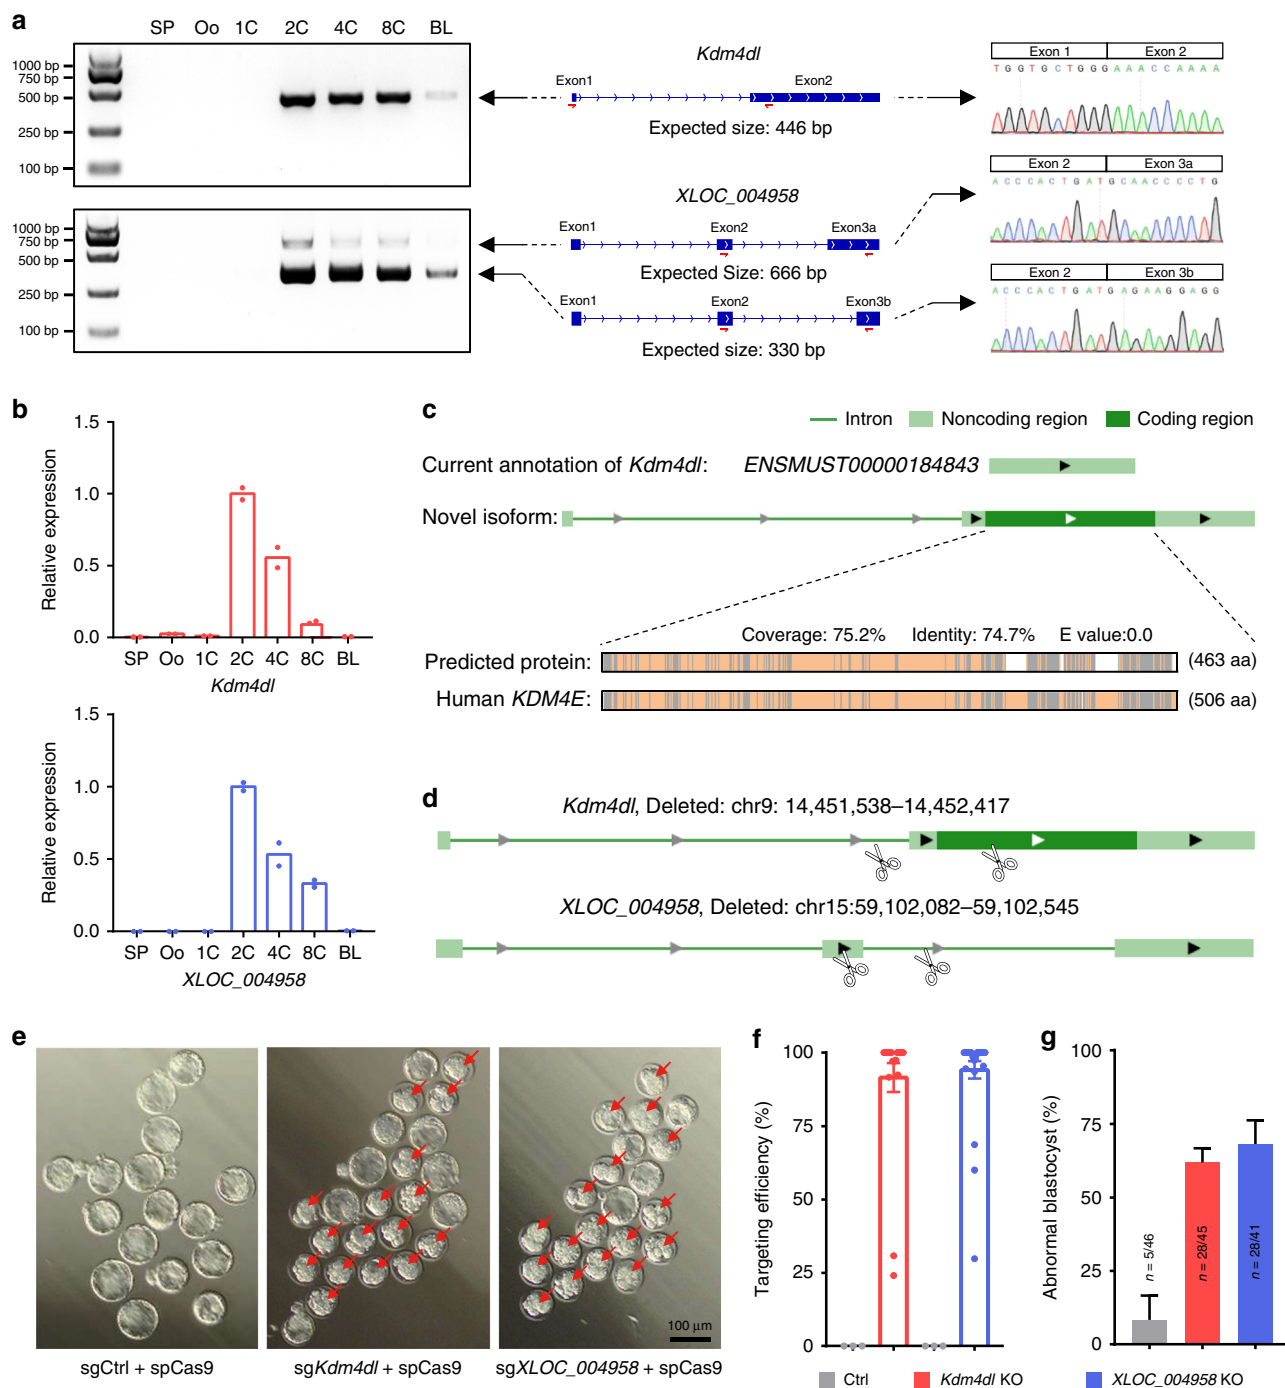 a
SP Oo 1C 2C 4C 8C BL
1000 bp
750 bp
500 bp
250 bp
100 bp
1000 bp
750 bp
500 bp
250 bp
100 bp
Kdm4dl
Exon1 Exon2
Expected size: 446 bp
XLOC_004958
Exon1 Exon2 Exon3a
Expected Size: 666 bp
Exon1 Exon2 Exon3b
Expected size: 330 bp
Exon 1 Exon 2
T G G T G C T G G G A A A C C A A A A
Exon 2 Exon 3a
A C C C A C T G A T G C A A C C C C T G
Exon 2 Exon 3b
A C C C A C T G A T G A G A A G G A G G
b
Relative expression
1.5
1.0
0.5
0.0
SP Oo 1C 2C 4C 8C BL
Kdm4dl
Relative expression
1.5
1.0
0.5
0.0
SP Oo 1C 2C 4C 8C BL
XLOC_004958
c
Intron Noncoding region Coding region
Current annotation of Kdm4dl: ENSMUST00000184843
Novel isoform:
Coverage: 75.2% Identity: 74.7% E value:0.0
Predicted protein: (463 aa)
Human KDM4E: (506 aa)
d
Kdm4dl, Deleted: chr9: 14,451,538–14,452,417
XLOC_004958, Deleted: chr15:59,102,082–59,102,545
e
100 μm
sgCtrl + spCas9
sgKdm4dl + spCas9
sgXLOC_004958 + spCas9
f
Targeting efficiency (%)
100
75
50
25
0
g
Abnormal blastocyst (%)
100
75
50
25
0
n = 5/46
n = 28/45
n = 28/41
Ctrl Kdm4dl KO XLOC_004958 KO